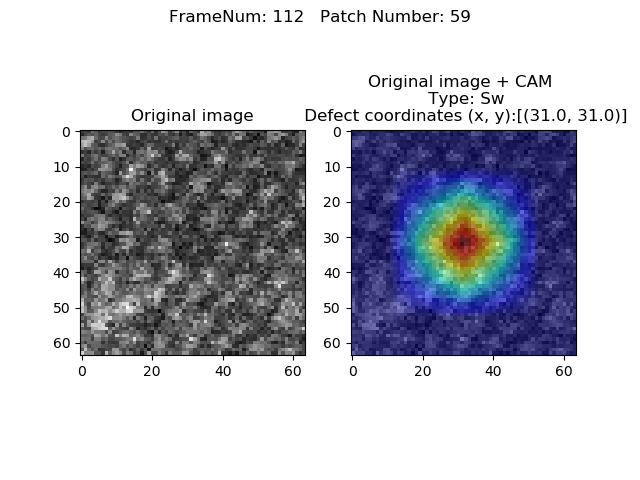 FrameNum: 112   Patch Number: 59
Original image
Original image + CAM
Type: Sw
Defect coordinates (x, y):[(31.0, 31.0)]
0
10
20
30
40
50
60
0 20 40 60
0
10
20
30
40
50
60
0 20 40 60